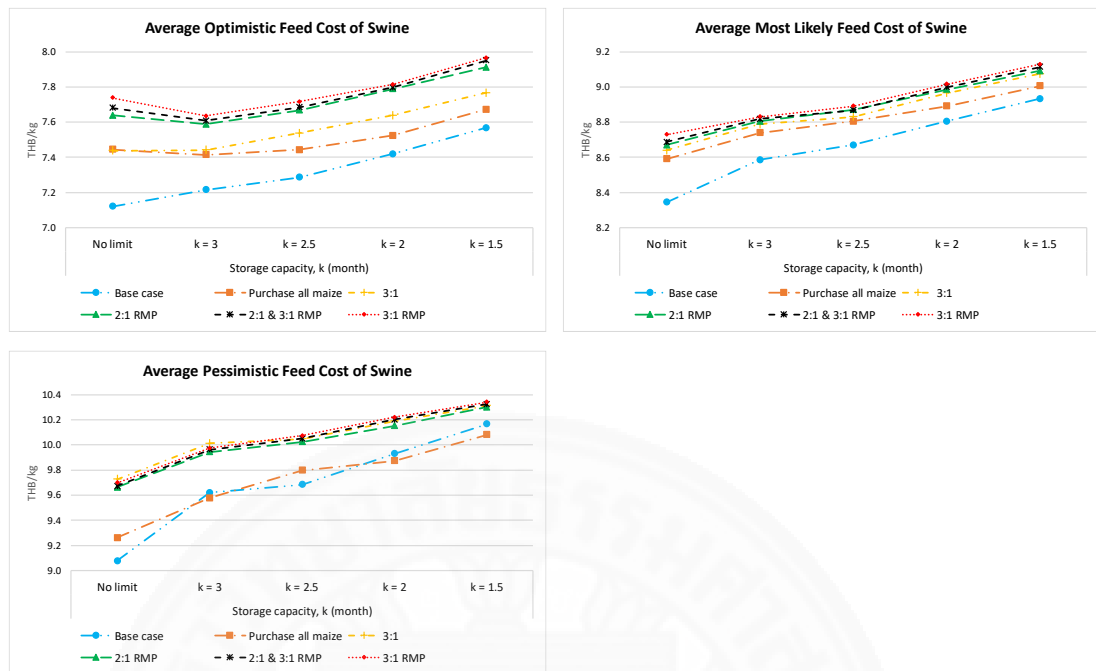 Average Optimistic Feed Cost of Swine
8.0
7.8
7.6
7.4
7.2
7.0
THB/kg
No limit k = 3 k = 2.5 k = 2 k = 1.5
Storage capacity, k (month)
Base case Purchase all maize 3:1
2:1 RMP 2:1 & 3:1 RMP 3:1 RMP
Average Most Likely Feed Cost of Swine
9.2
9.0
8.8
8.6
8.4
8.2
THB/kg
No limit k = 3 k = 2.5 k = 2 k = 1.5
Storage capacity, k (month)
Base case Purchase all maize 3:1
2:1 RMP 2:1 & 3:1 RMP 3:1 RMP
Average Pessimistic Feed Cost of Swine
10.4
10.2
10.0
9.8
9.6
9.4
9.2
9.0
THB/kg
No limit k = 3 k = 2.5 k = 2 k = 1.5
Storage capacity, k (month)
Base case Purchase all maize 3:1
2:1 RMP 2:1 & 3:1 RMP 3:1 RMP